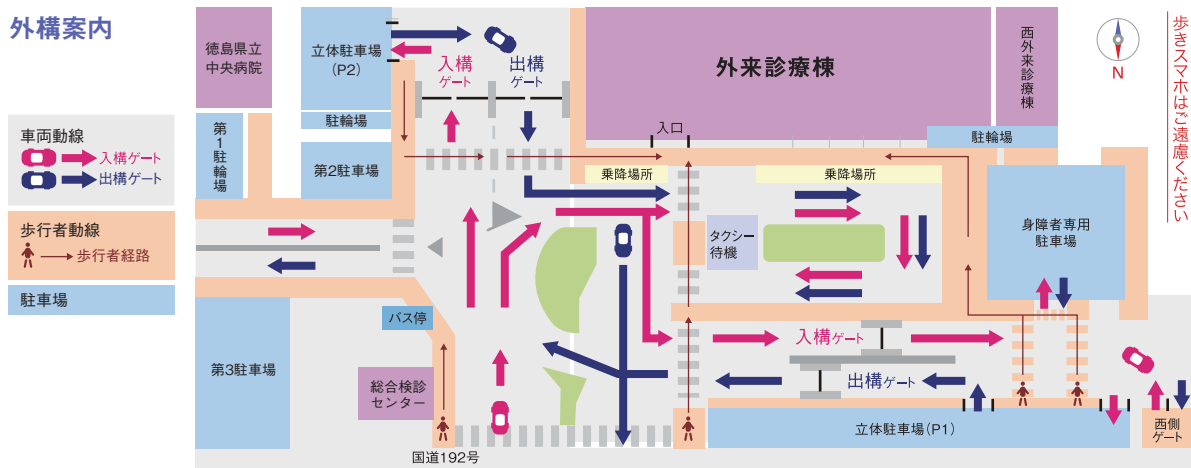 外構案内
車両動線
入構ゲート
出構ゲート
歩行者動線
歩行者経路
駐車場
徳島県立
中央病院
立体駐車場
(P2)
駐輪場
第1駐輪場
第2駐車場
入構
ゲート
出構
ゲート
外来診療棟
西外来診療棟
入口
駐輪場
乗降場所
乗降場所
N
歩きスマホはご遠慮ください
タクシー
待機
身障者専用
駐車場
バス停
第3駐車場
総合検診
センター
入構ゲート
出構ゲート
立体駐車場(P1)
西側
ゲート
国道192号